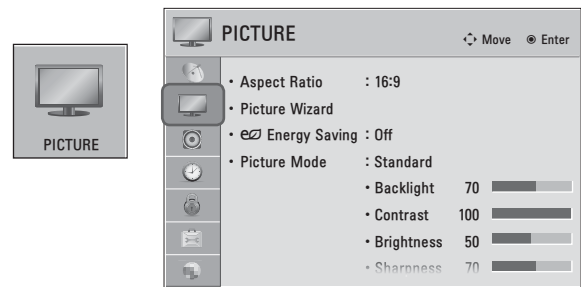 PICTURE
PICTURE
Move Enter
• Aspect Ratio : 16:9
• Picture Wizard
• Energy Saving : Off
• Picture Mode : Standard
• Backlight 70
• Contrast 100
• Brightness 50
• Sharpness 70